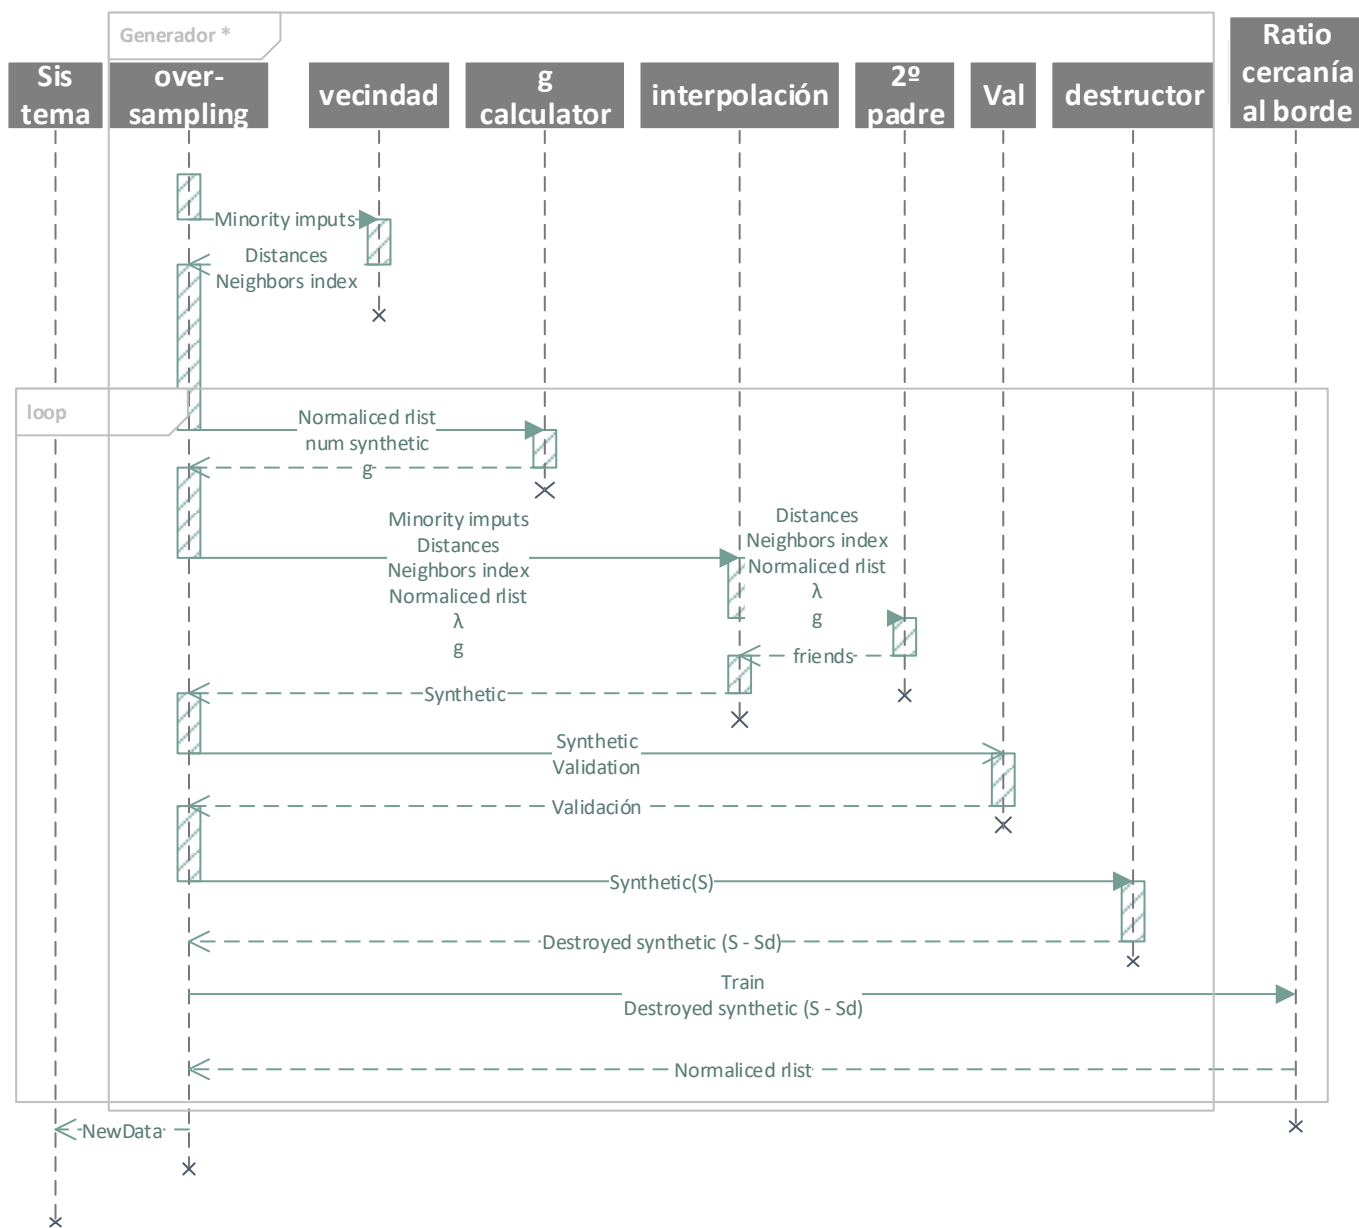 Generador *
Sis
tema
over-
sampling
vecindad
g
calculator
interpolación
2º
padre
Val
destructor
Ratio
cercanía
al borde
Minority imputs
Distances
Neighbors index
loop
Normaliced rlist
num synthetic
g
Minority imputs
Distances
Neighbors index
Normaliced rlist
λ
g
Distances
Neighbors index
Normaliced rlist
λ
g
friends
Synthetic
Synthetic
Validation
Validación
Synthetic(S)
Destroyed synthetic (S - Sd)
Train
Destroyed synthetic (S - Sd)
Normaliced rlist
NewData